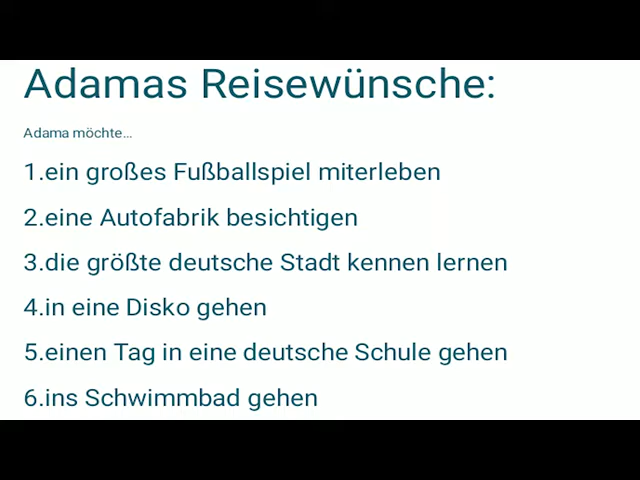 Adamas Reisewünsche:
Adama möchte...
1.ein großes Fußballspiel miterleben
2.eine Autofabrik besichtigen
3.die größte deutsche Stadt kennen lernen
4.in eine Disko gehen
5.einen Tag in eine deutsche Schule gehen
6.ins Schwimmbad gehen